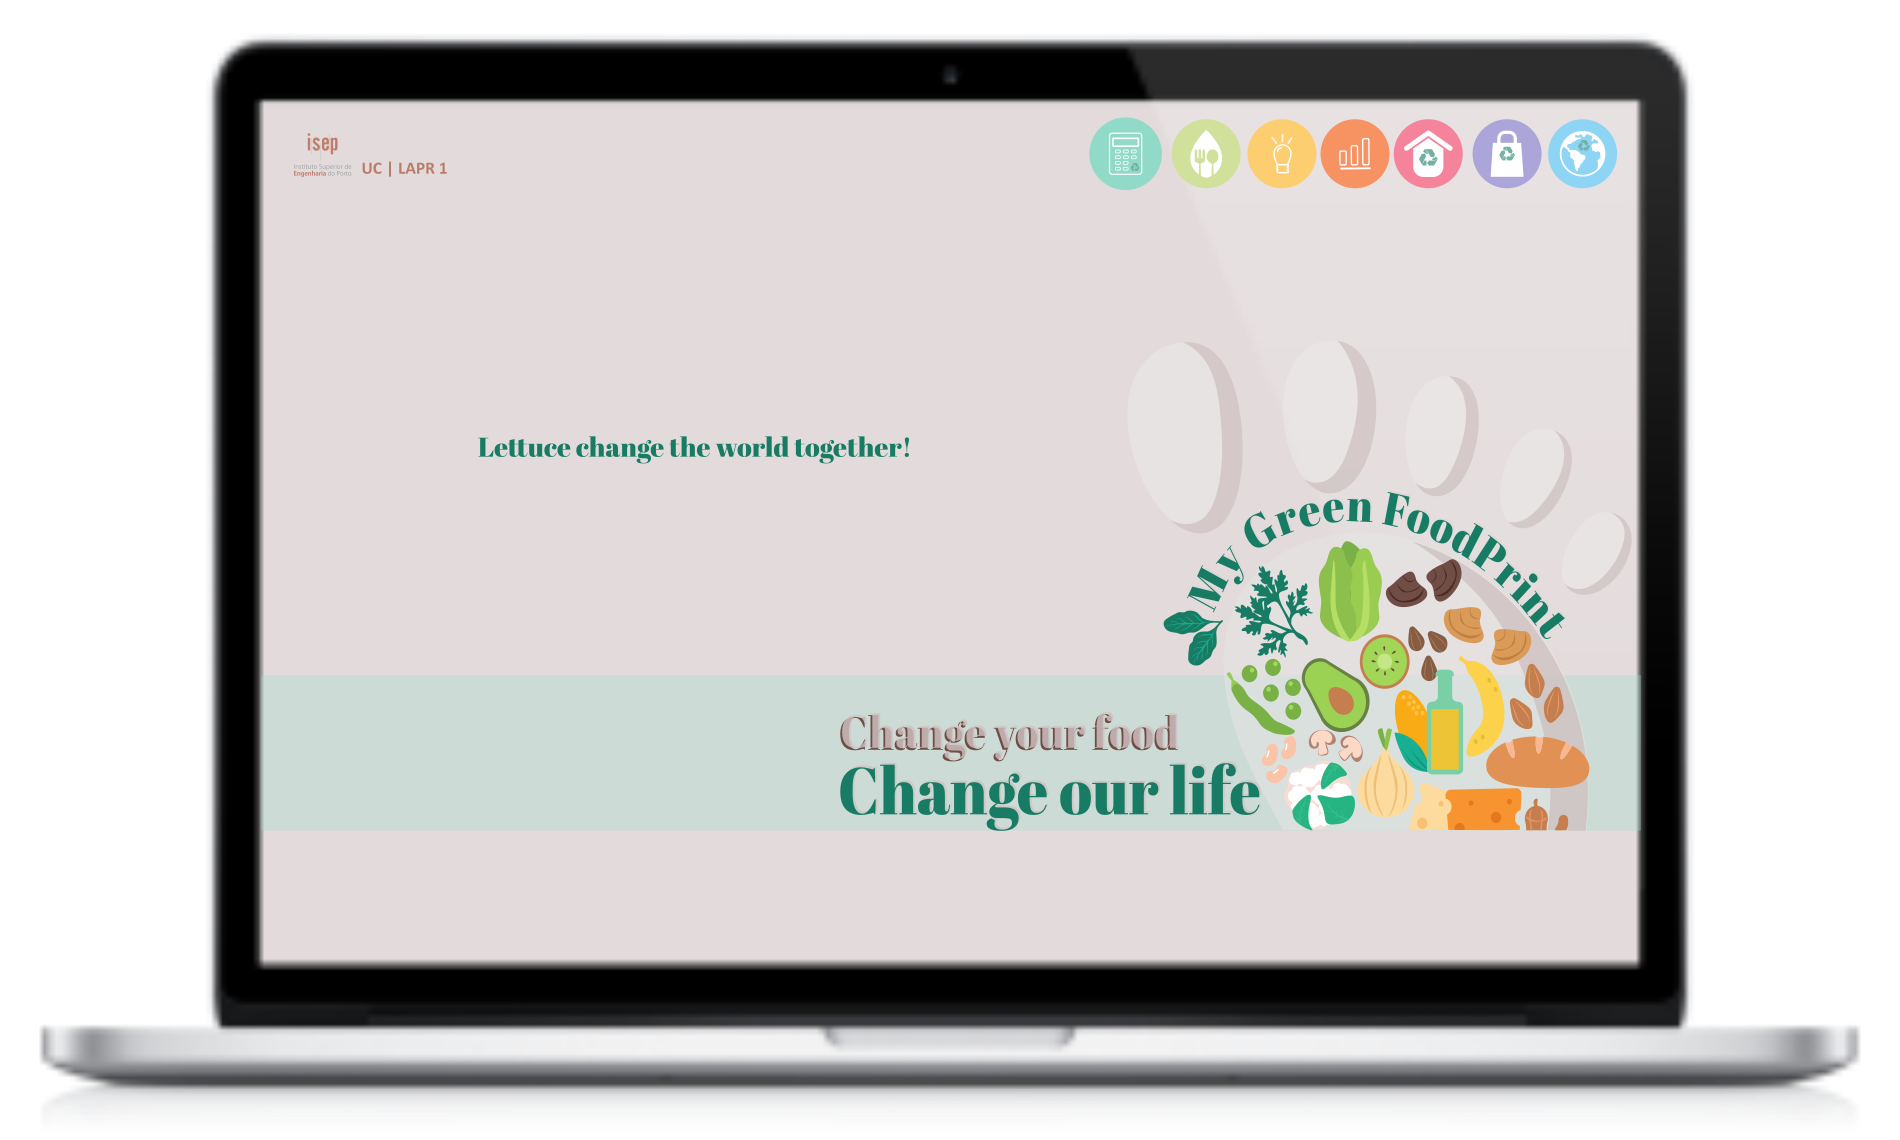 isep
Instituto Superior de
Engenharia do Porto
UC | LAPR 1
Lettuce change the world together!
My Green FoodPrint
Change your food
Change our life